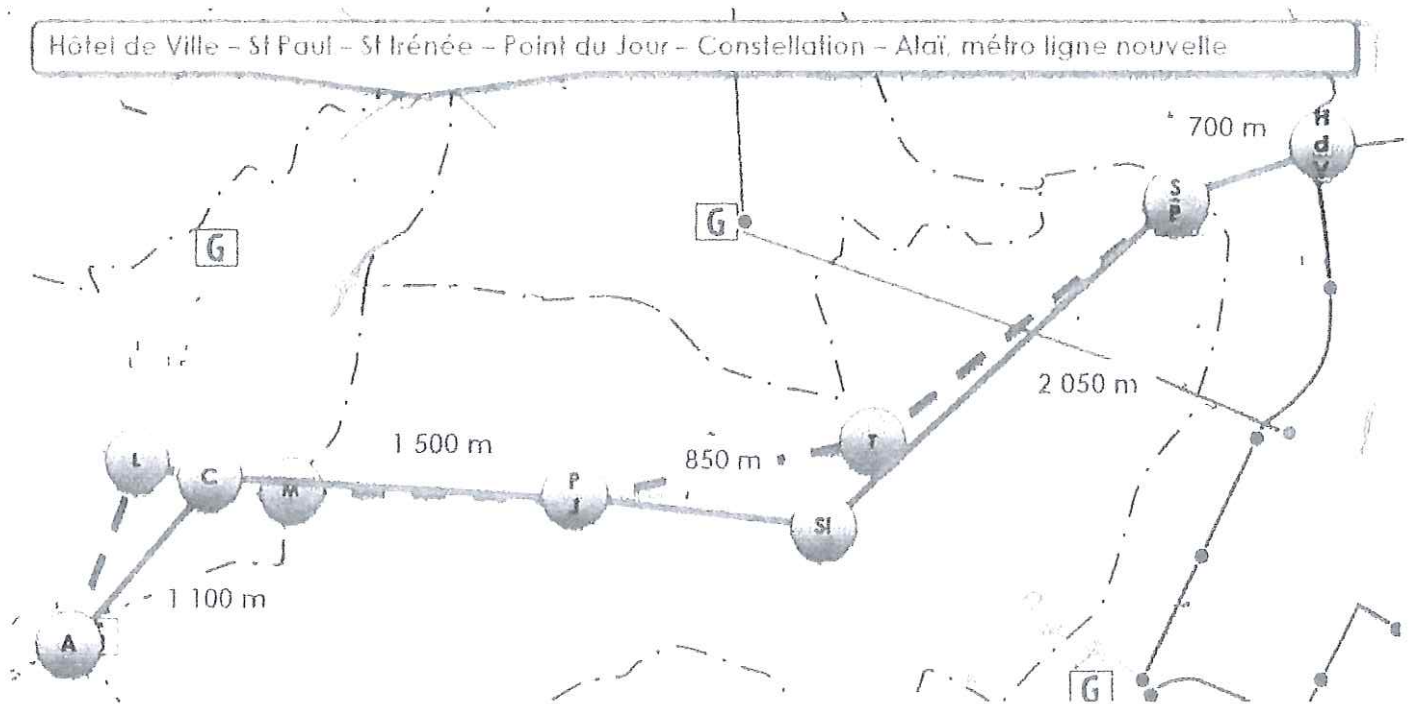 Hôtel de Ville – St Paul – St Irénée – Point du Jour – Constellation – Alaï, métro ligne nouvelle
700 m
H
d
V
S
P
G
G
2 050 m
1 500 m
850 m
T
L
C
M
P
J
SI
1 100 m
A
G